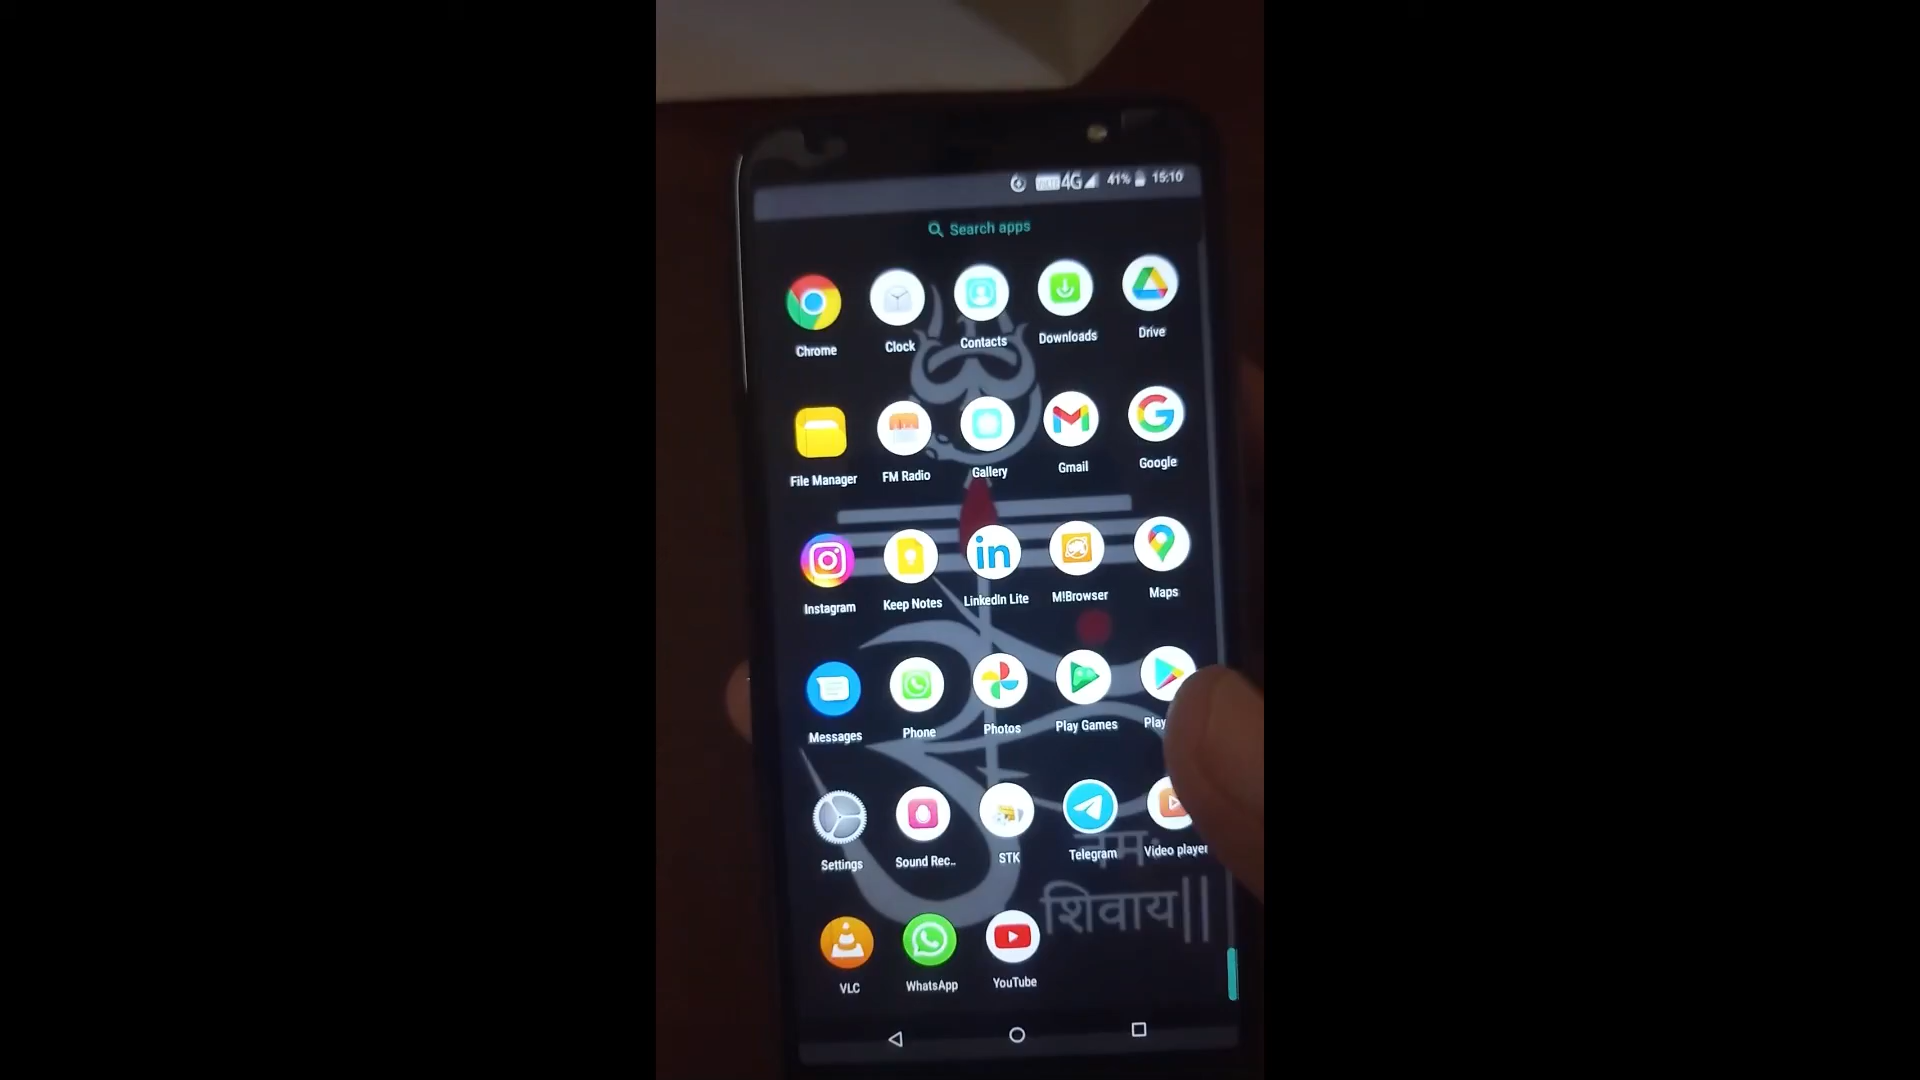 4G 41% 15:10
Search apps
Chrome Clock Contacts Downloads Drive
File Manager FM Radio Gallery Gmail Google
Instagram Keep Notes LinkedIn Lite M!Browser Maps
Messages Phone Photos Play Games Play
Settings Sound Rec.. STK Telegram Video player
नमः
शिवाय||
VLC WhatsApp YouTube